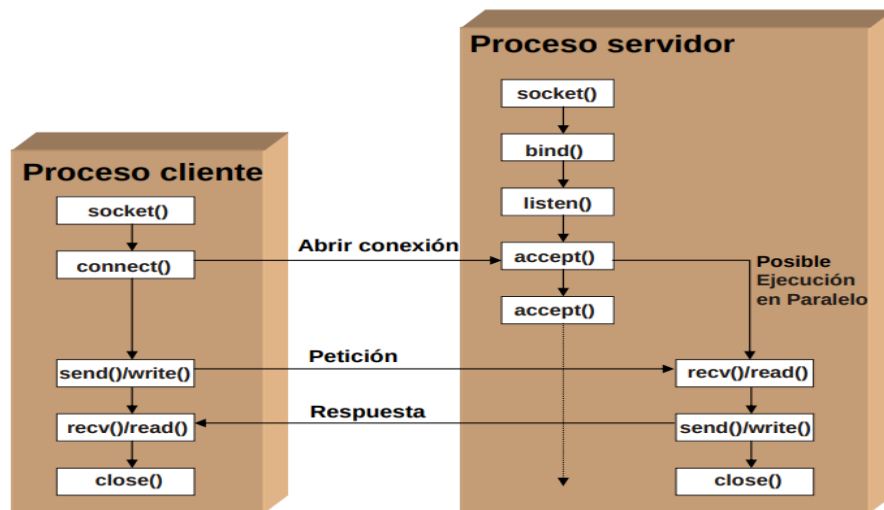 Proceso servidor
socket()
bind()
listen()
accept()
accept()
Posible
Ejecución
en Paralelo
recv()/read()
send()/write()
close()
Proceso cliente
socket()
connect()
send()/write()
recv()/read()
close()
Abrir conexión
Petición
Respuesta